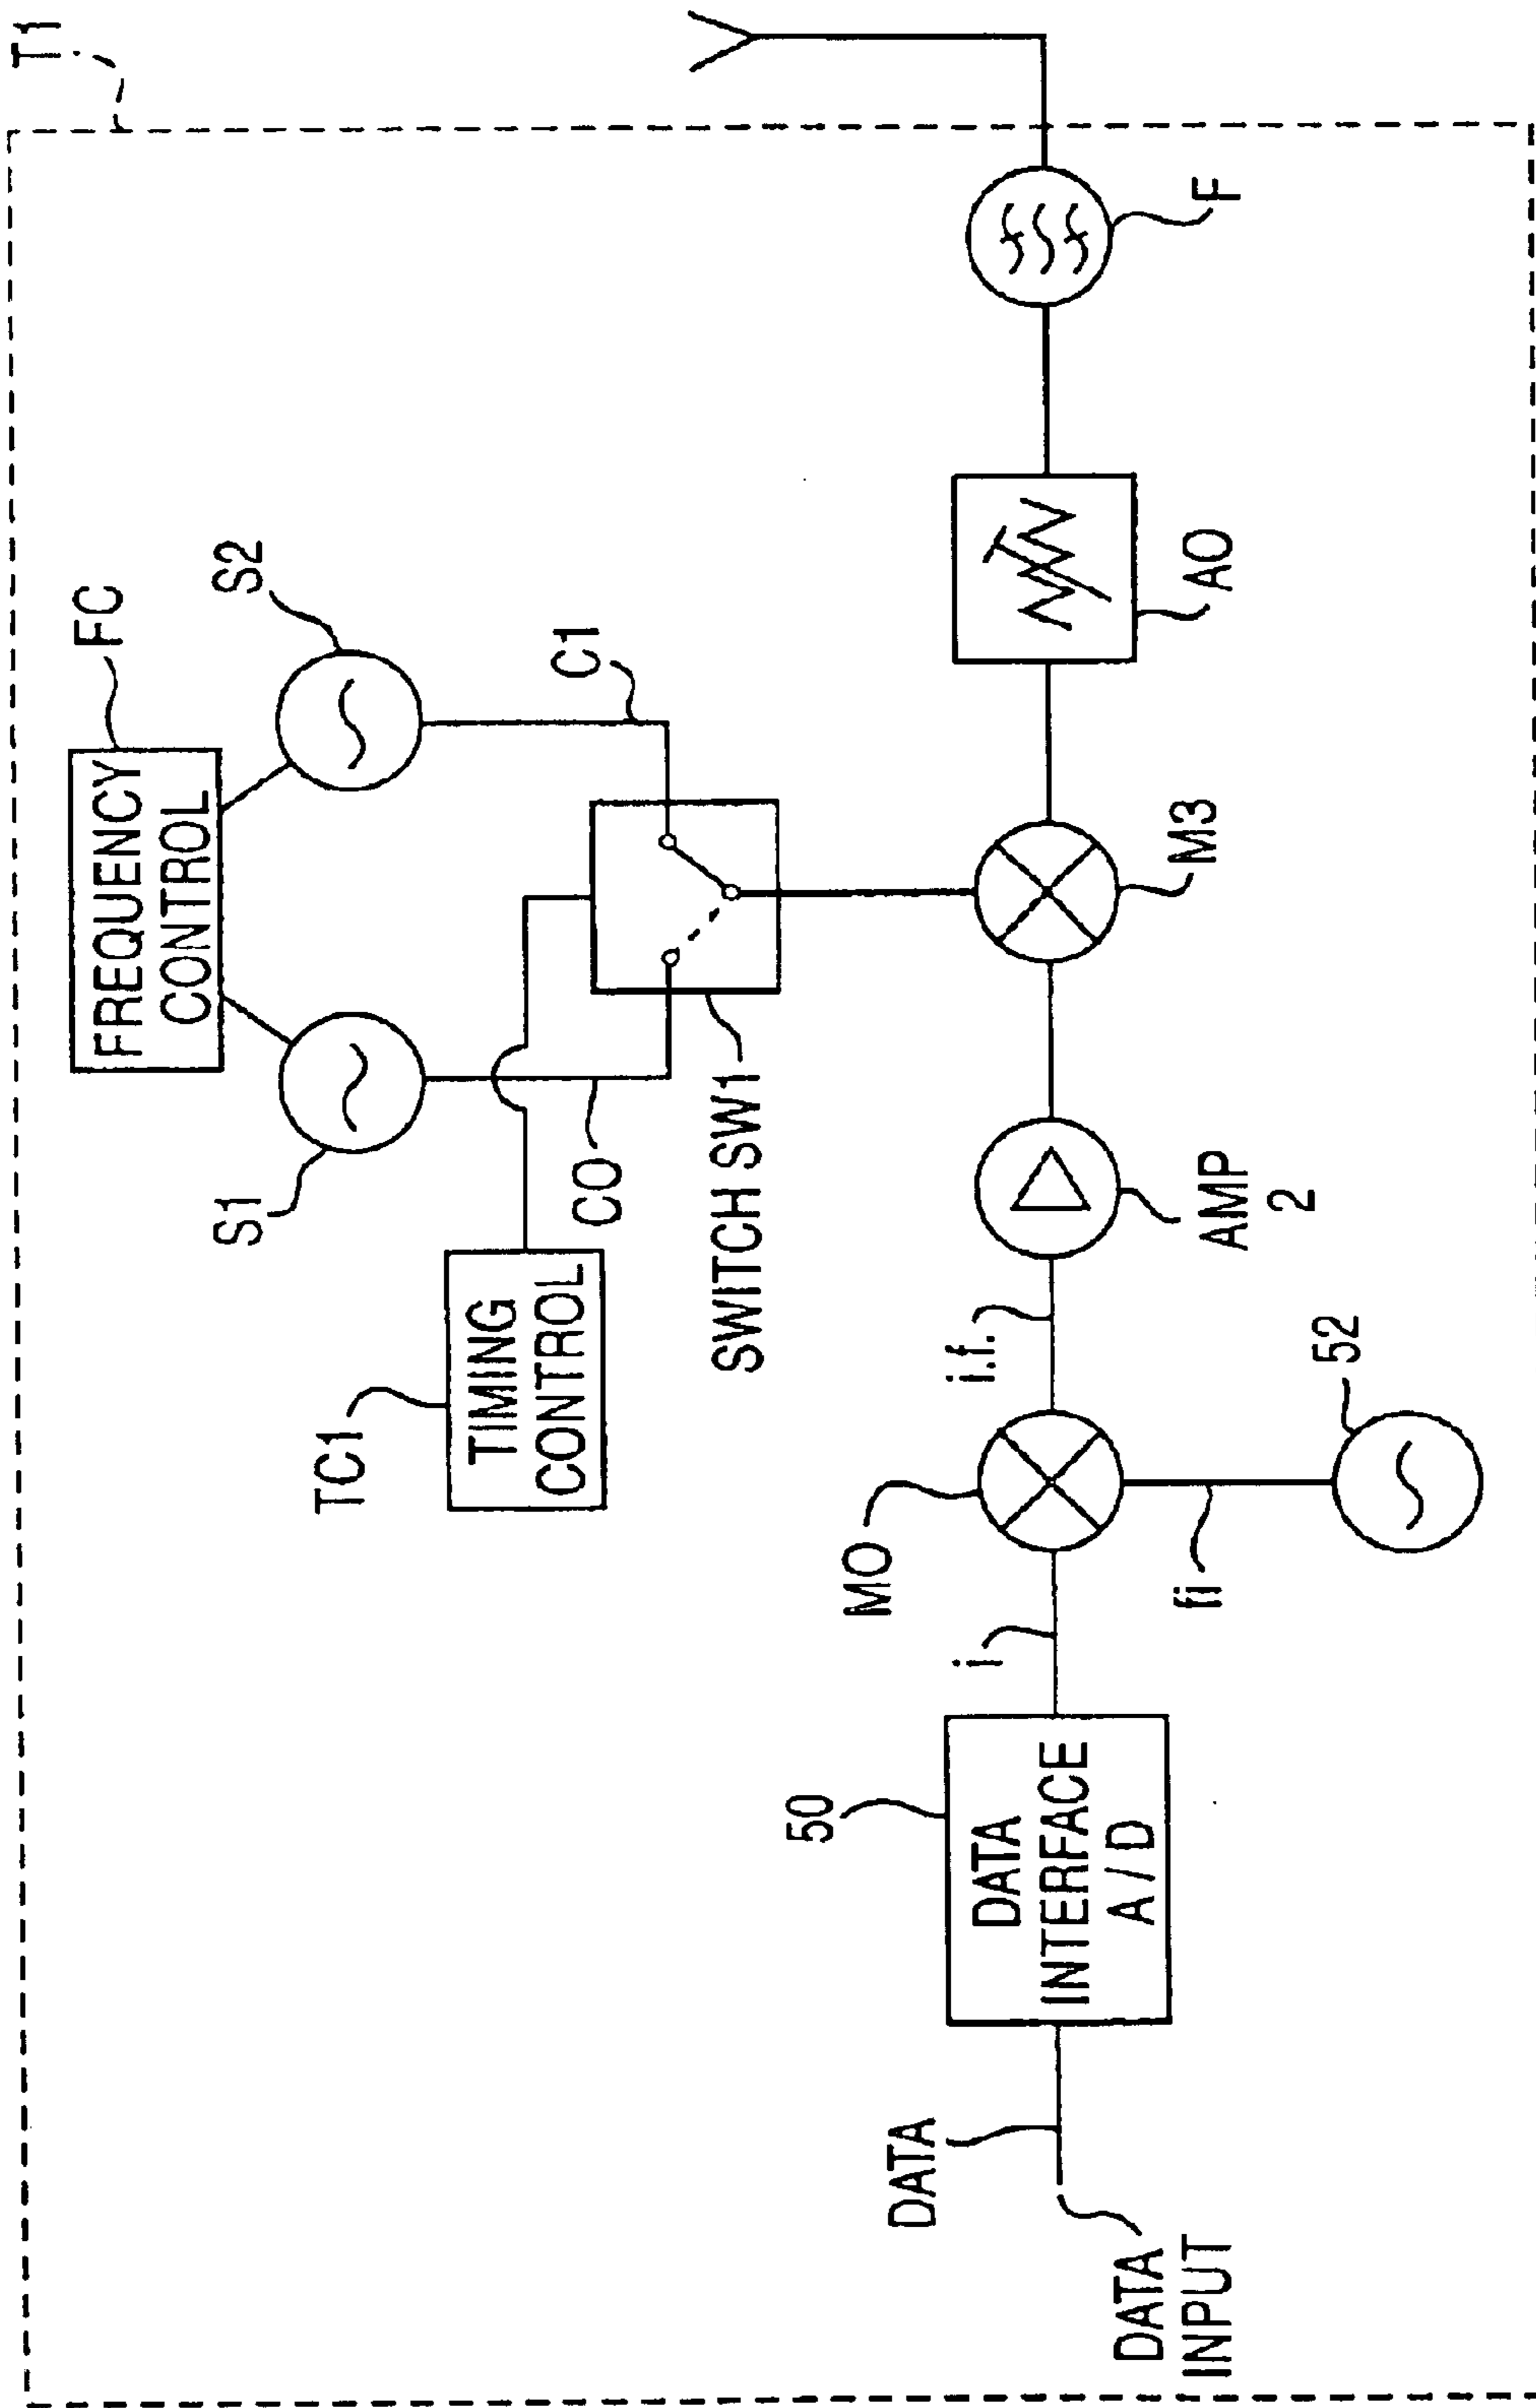 T1
FREQUENCY
CONTROL
FC
S1
S2
TC1
TIMING
CONTROL
CO
C1
SWITCH SW1
50
DATA
INTERFACE
A/D
DATA
DATA
INPUT
i
MO
fi
52
i.f.
AMP
2
M3
AO
F